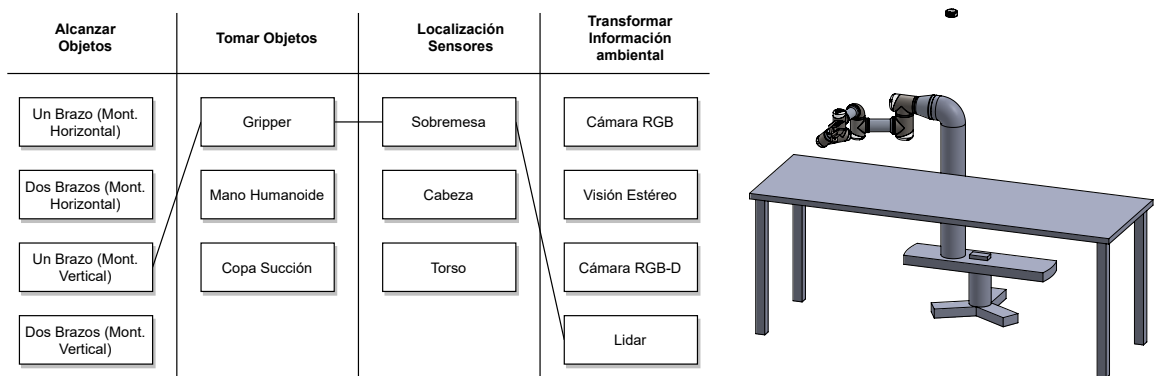 Alcanzar
Objetos
Tomar Objetos
Localización
Sensores
Transformar
Información
ambiental
Un Brazo (Mont.
Horizontal)
Gripper
Sobremesa
Cámara RGB
Dos Brazos (Mont.
Horizontal)
Mano Humanoide
Cabeza
Visión Estéreo
Un Brazo (Mont.
Vertical)
Copa Succión
Torso
Cámara RGB-D
Dos Brazos (Mont.
Vertical)
Lidar